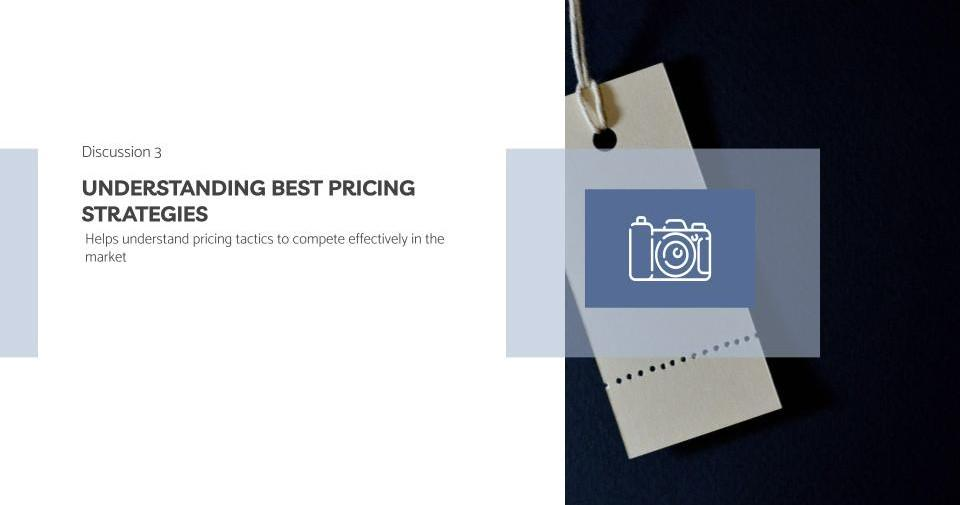 Discussion 3
UNDERSTANDING BEST PRICING
STRATEGIES
Helps understand pricing tactics to compete effectively in the
market